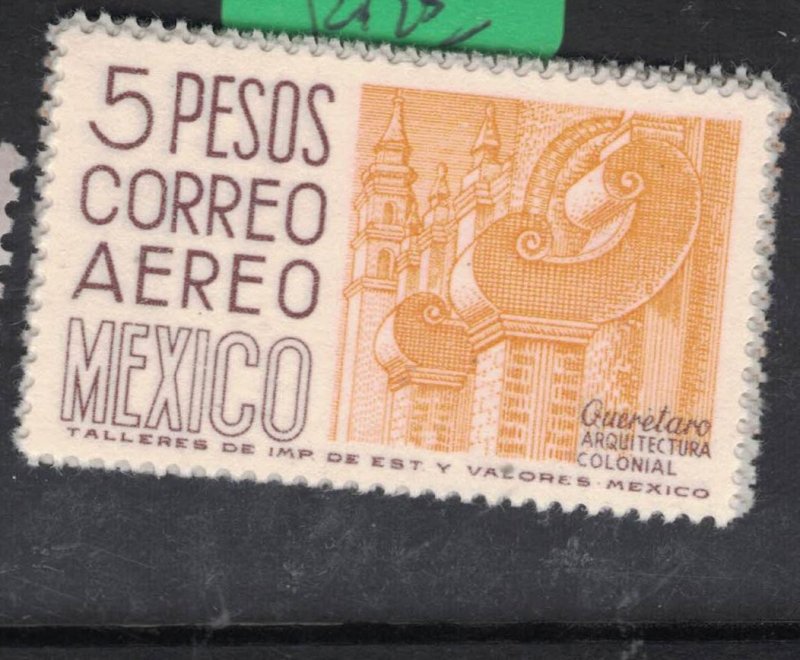 5 PESOS
CORREO
AEREO
MEXICO
Queretaro
ARQUITECTURA
COLONIAL
TALLERES DE IMP. DE EST. Y VALORES - MEXICO